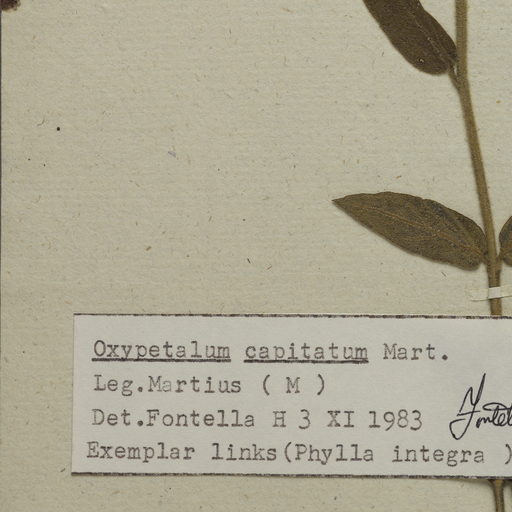 Oxypetalum capitatum Mart.
Leg.Martius ( M )
Det.Fontella H 3 XI 1983
Exemplar links(Phylla integra )